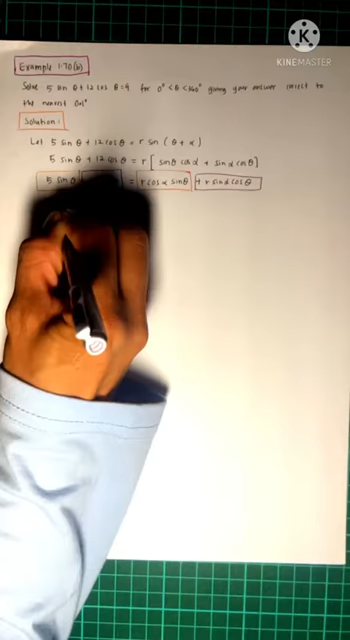 KINEMASTER
Example 1.70(b)
Solve 5 sin θ + 12 cos θ = 4 for 0° < θ < 360° giving your answer correct to
the nearest 0.1°
Solution :
Let 5 sin θ + 12 cos θ = r sin ( θ + α )
5 sin θ + 12 cos θ = r [ sin θ cos α + sin α cos θ ]
5 sin θ = r cos α sin θ + r sin α cos θ